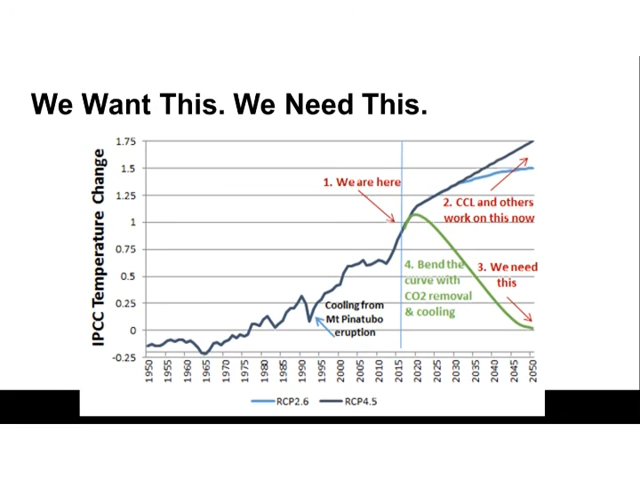 We Want This. We Need This.
IPCC Temperature Change
1.75
1.5
1.25
1
0.75
0.5
0.25
0
-0.25
1. We are here
2. CCL and others
work on this now
3. We need
this
4. Bend the
curve with
CO2 removal
& cooling
Cooling from
Mt Pinatubo
eruption
1950 1955 1960 1965 1970 1975 1980 1985 1990 1995 2000 2005 2010 2015 2020 2025 2030 2035 2040 2045 2050
RCP2.6 RCP4.5